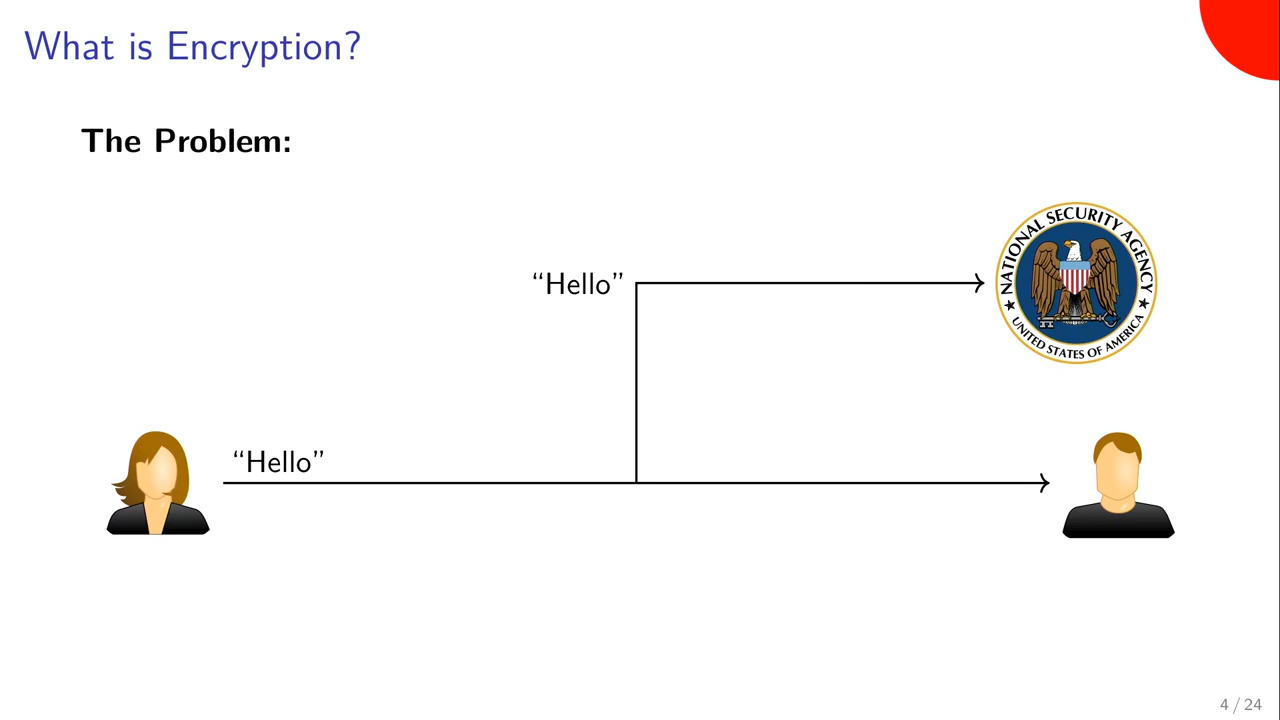 What is Encryption?
The Problem:
“Hello”
NATIONAL SECURITY AGENCY
UNITED STATES OF AMERICA
“Hello”
4 / 24